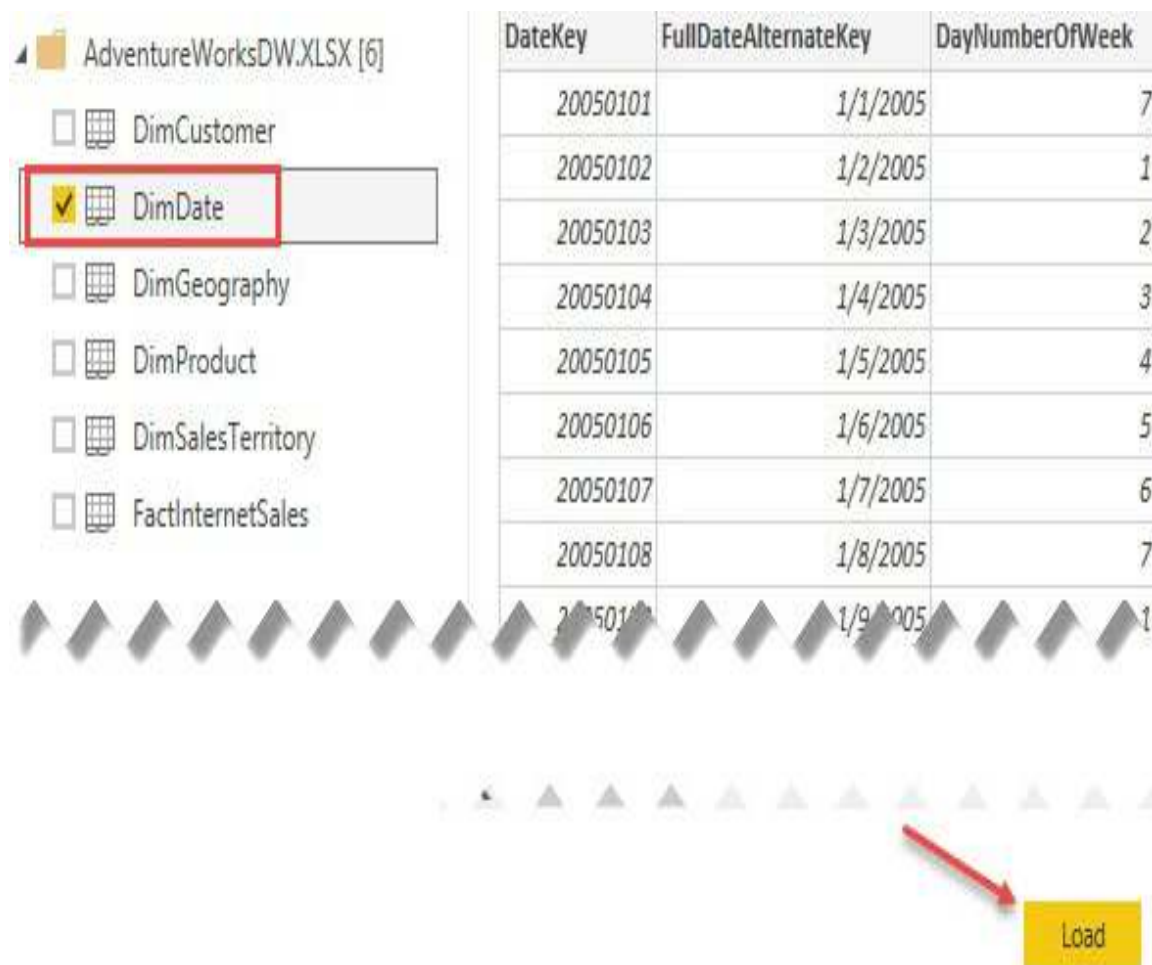 AdventureWorksDW.XLSX [6]
DimCustomer
DimDate
DimGeography
DimProduct
DimSalesTerritory
FactInternetSales
DateKey FullDateAlternateKey DayNumberOfWeek
20050101 1/1/2005 7
20050102 1/2/2005 1
20050103 1/3/2005 2
20050104 1/4/2005 3
20050105 1/5/2005 4
20050106 1/6/2005 5
20050107 1/7/2005 6
20050108 1/8/2005 7
1
Load